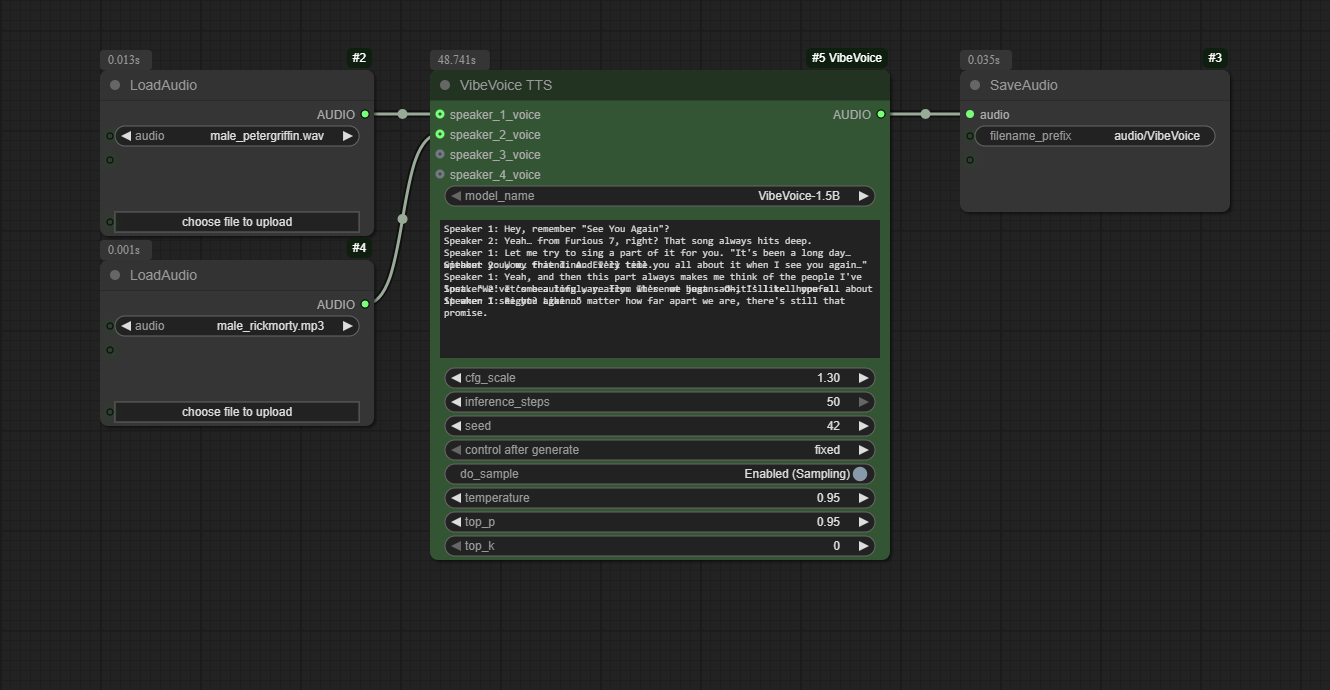 0.013s
#2
LoadAudio
AUDIO
audio male_petergriffin.wav
choose file to upload
0.001s
#4
LoadAudio
AUDIO
audio male_rickmorty.mp3
choose file to upload
48.741s
#5 VibeVoice
VibeVoice TTS
speaker_1_voice AUDIO
speaker_2_voice
speaker_3_voice
speaker_4_voice
model_name VibeVoice-1.5B
Speaker 1: Hey, remember "See You Again"?
Speaker 2: Yeah… from Furious 7, right? That song always hits deep.
Speaker 1: Let me try to sing a part of it for you. "It's been a long day…
you all about it when I see you again…"
Speaker 1: Yeah, and then this part always makes me think of the people I've
all about
no matter how far apart we are, there's still that
promise.
cfg_scale 1.30
inference_steps 50
seed 42
control after generate fixed
do_sample Enabled (Sampling)
temperature 0.95
top_p 0.95
top_k 0
0.035s
#3
SaveAudio
audio
filename_prefix audio/VibeVoice